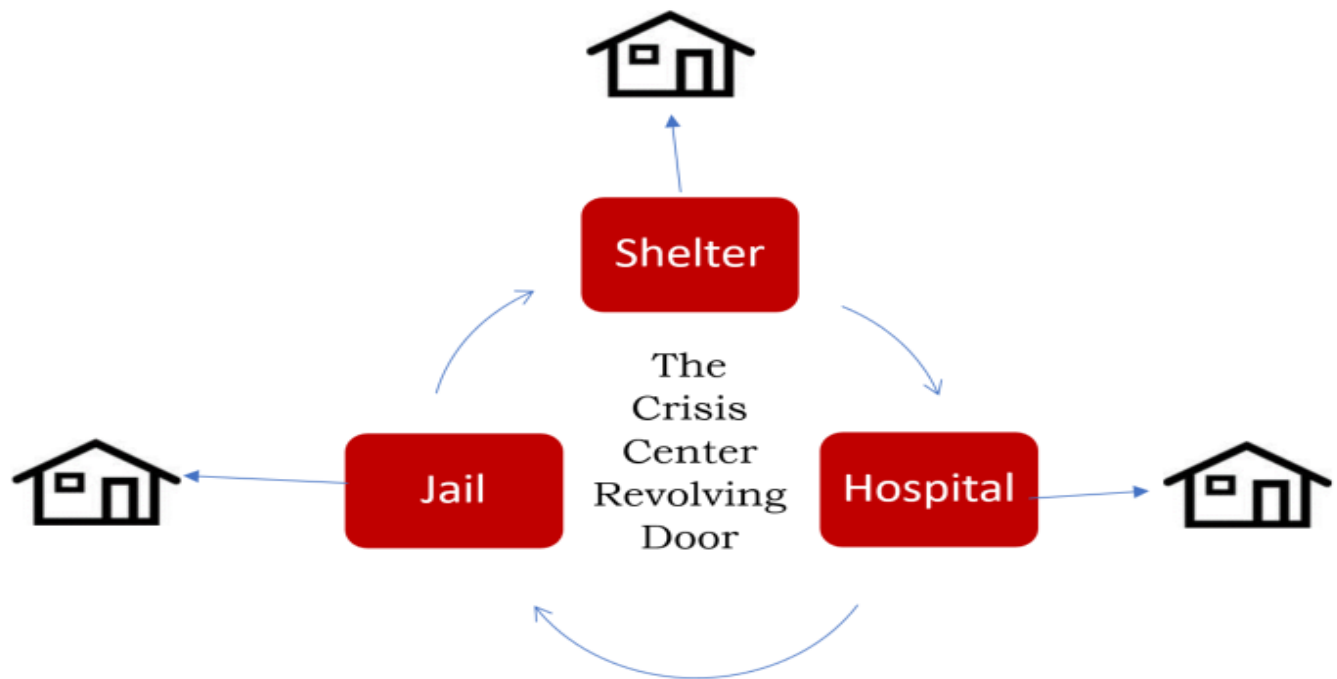 Shelter
The
Crisis
Center
Revolving
Door
Jail
Hospital